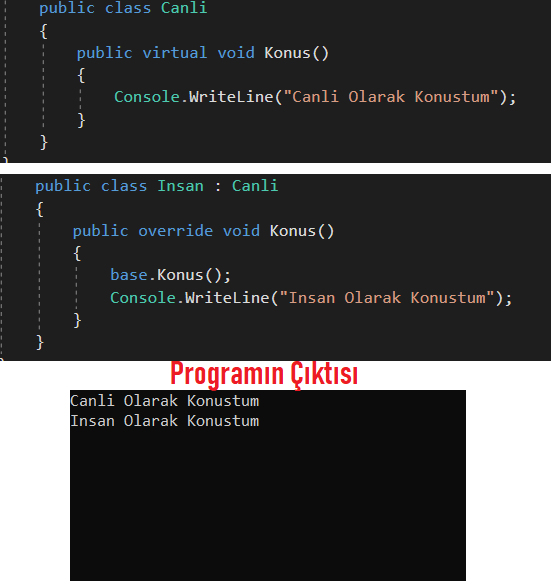 public class Canli
{
public virtual void Konus()
{
Console.WriteLine("Canli Olarak Konustum");
}
}
}
public class Insan : Canli
{
public override void Konus()
{
base.Konus();
Console.WriteLine("Insan Olarak Konustum");
}
}
Programın Çıktısı
Canli Olarak Konustum
Insan Olarak Konustum